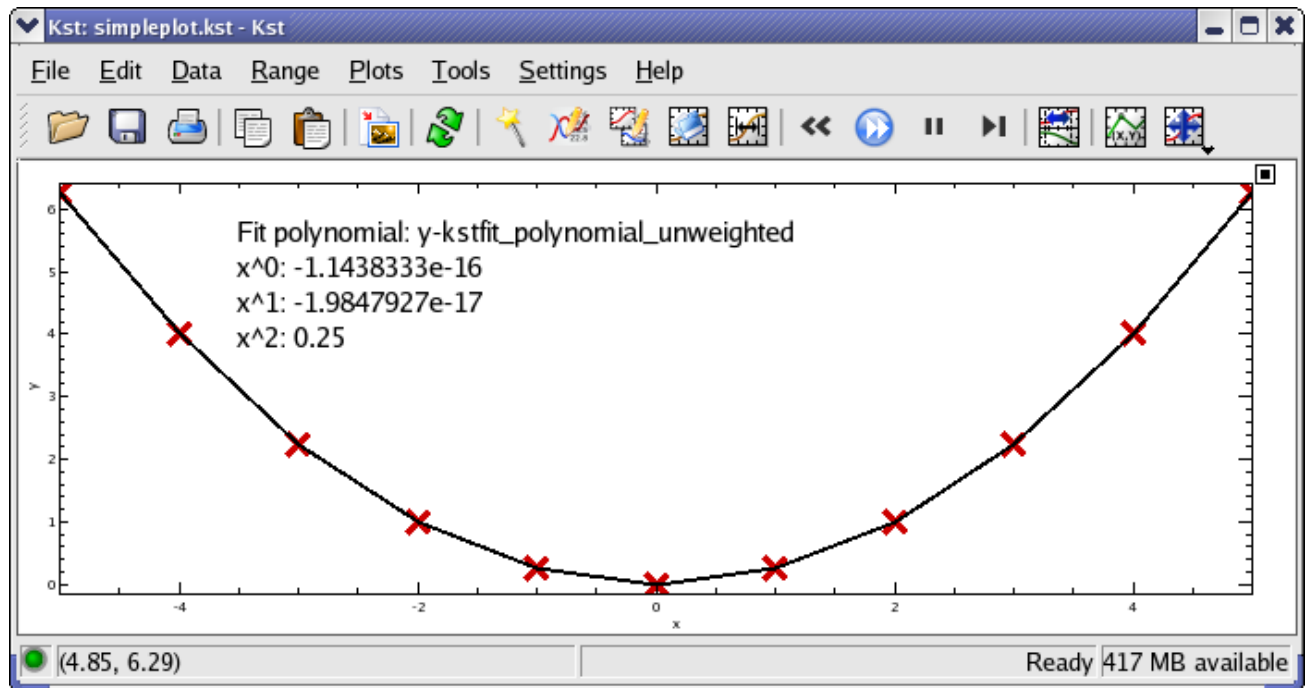 Kst: simpleplot.kst - Kst
File Edit Data Range Plots Tools Settings Help
22.8
(X,Y)
Fit polynomial: y-kstfit_polynomial_unweighted
x^0: -1.1438333e-16
x^1: -1.9847927e-17
x^2: 0.25
6
5
4
3
2
1
0
y
-4 -2 0 2 4
x
(4.85, 6.29) Ready 417 MB available